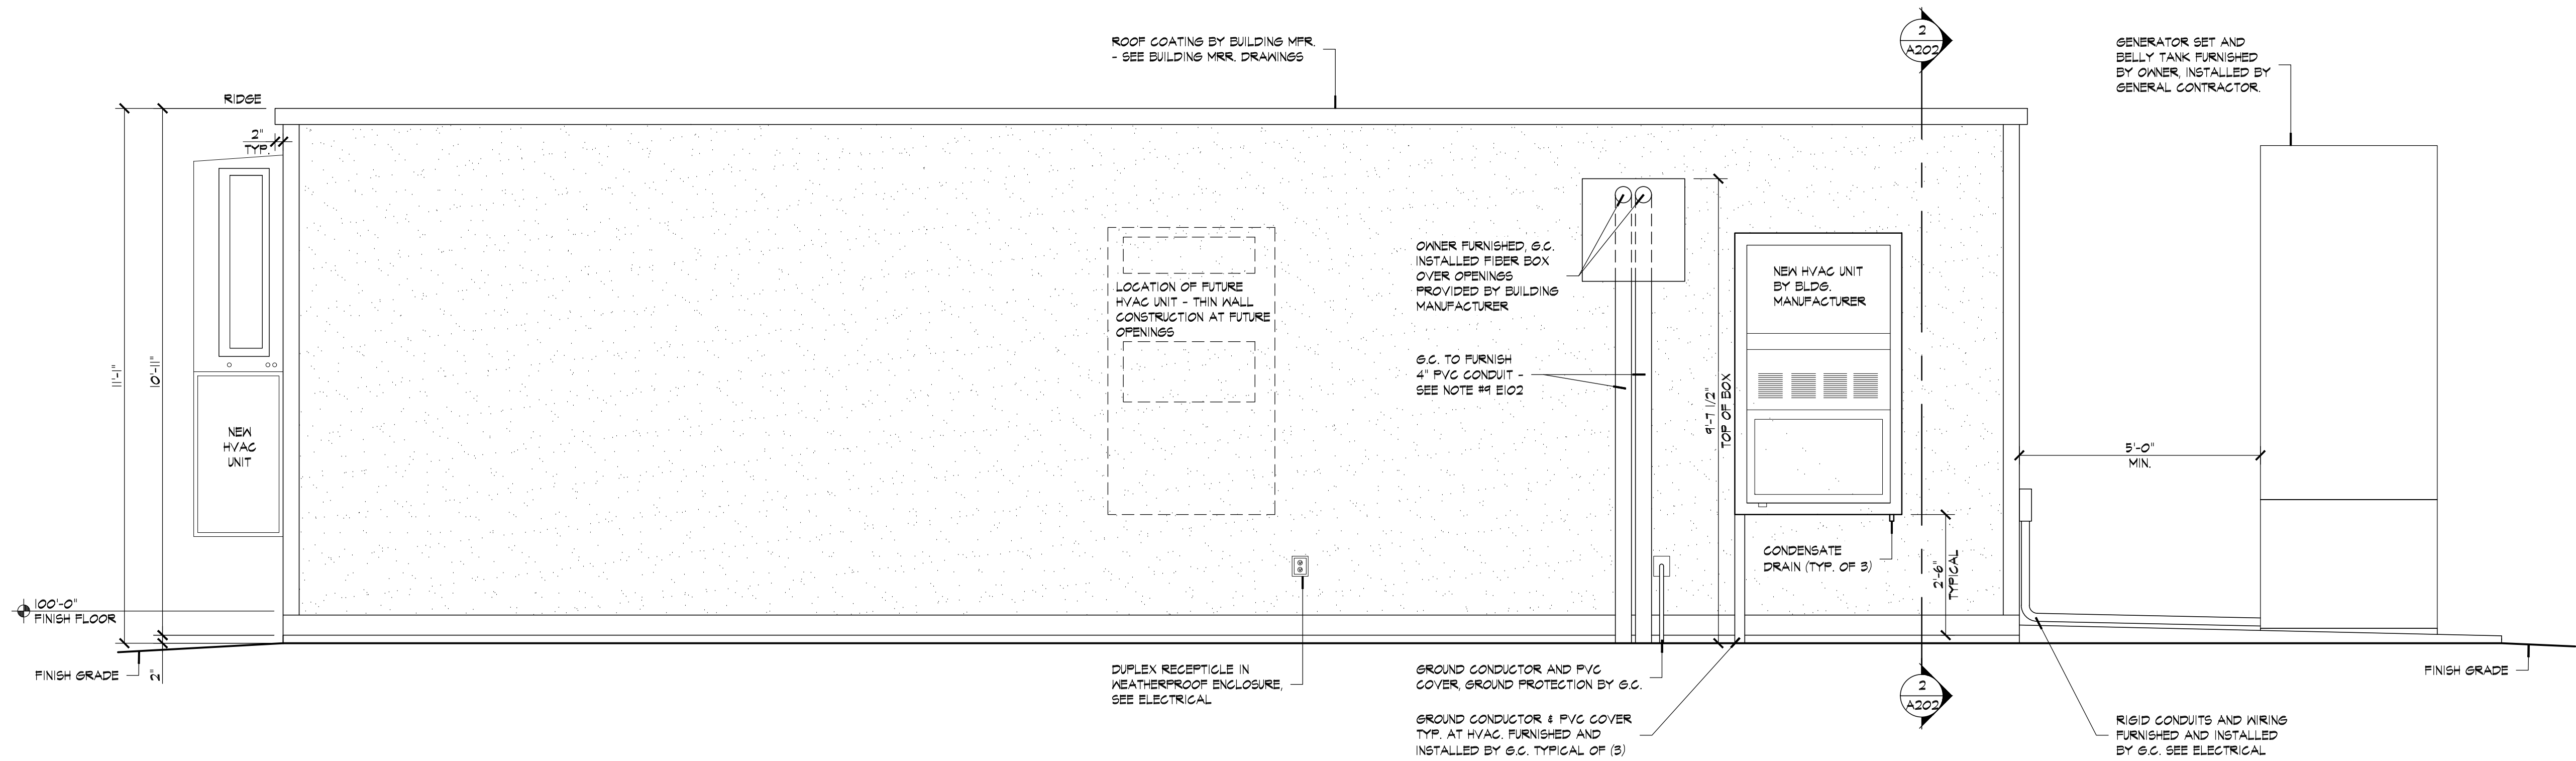 ROOF COATING BY BUILDING MFR.
- SEE BUILDING MRR. DRAWINGS
2
A202
GENERATOR SET AND
BELLY TANK FURNISHED
BY OWNER, INSTALLED BY
GENERAL CONTRACTOR.
RIDGE
2"
TYP.
11'-1"
10'-11"
NEW
HVAC
UNIT
LOCATION OF FUTURE
HVAC UNIT - THIN WALL
CONSTRUCTION AT FUTURE
OPENINGS
OWNER FURNISHED, G.C.
INSTALLED FIBER BOX
OVER OPENINGS
PROVIDED BY BUILDING
MANUFACTURER
G.C. TO FURNISH
4" PVC CONDUIT -
SEE NOTE #9 E102
9'-7 1/2"
TOP OF BOX
NEW HVAC UNIT
BY BLDG.
MANUFACTURER
5'-0"
MIN.
CONDENSATE
DRAIN (TYP. OF 3)
2'-6"
TYPICAL
100'-0"
FINISH FLOOR
FINISH GRADE
2"
DUPLEX RECEPTICLE IN
WEATHERPROOF ENCLOSURE,
SEE ELECTRICAL
GROUND CONDUCTOR AND PVC
COVER, GROUND PROTECTION BY G.C.
GROUND CONDUCTOR & PVC COVER
TYP. AT HVAC. FURNISHED AND
INSTALLED BY G.C. TYPICAL OF (3)
2
A202
RIGID CONDUITS AND WIRING
FURNISHED AND INSTALLED
BY G.C. SEE ELECTRICAL
FINISH GRADE